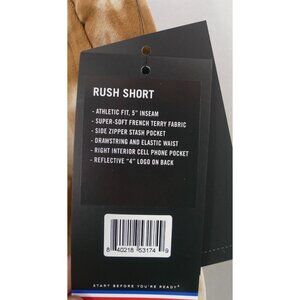 RUSH SHORT
- ATHLETIC FIT, 5" INSEAM
- SUPER-SOFT FRENCH TERRY FABRIC
- SIDE ZIPPER STASH POCKET
- DRAWSTRING AND ELASTIC WAIST
- RIGHT INTERIOR CELL PHONE POCKET
- REFLECTIVE "4" LOGO ON BACK
8 40218 53174 9
START BEFORE YOU'RE READY®